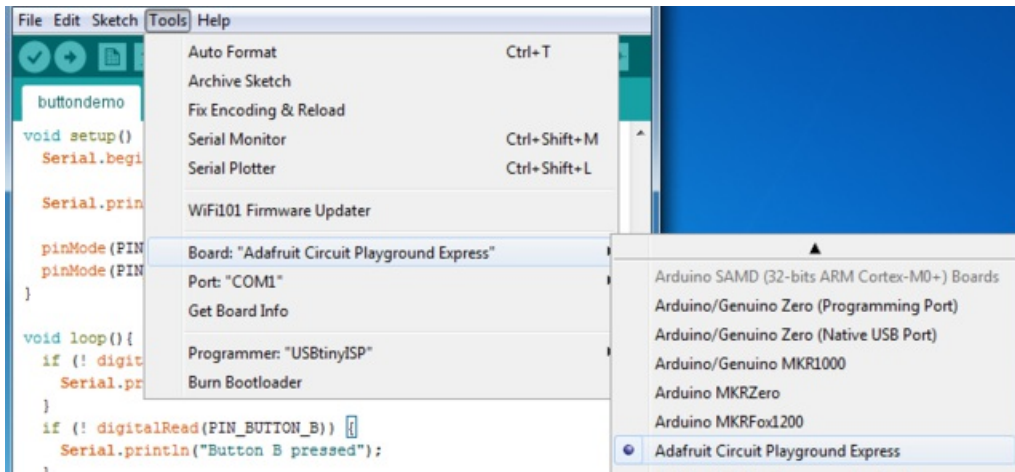 File Edit Sketch Tools Help
Auto Format Ctrl+T
Archive Sketch
Fix Encoding & Reload
Serial Monitor Ctrl+Shift+M
Serial Plotter Ctrl+Shift+L
WiFi101 Firmware Updater
Board: "Adafruit Circuit Playground Express"
Port: "COM1"
Get Board Info
Programmer: "USBtinyISP"
Burn Bootloader
Arduino SAMD (32-bits ARM Cortex-M0+) Boards
Arduino/Genuino Zero (Programming Port)
Arduino/Genuino Zero (Native USB Port)
Arduino/Genuino MKR1000
Arduino MKRZero
Arduino MKRFox1200
Adafruit Circuit Playground Express
buttondemo
void setup()
Serial.begi
Serial.prin
pinMode(PIN
pinMode(PIN
}
void loop(){
if (! digit
Serial.pr
}
if (! digitalRead(PIN_BUTTON_B)) {
Serial.println("Button B pressed");
}